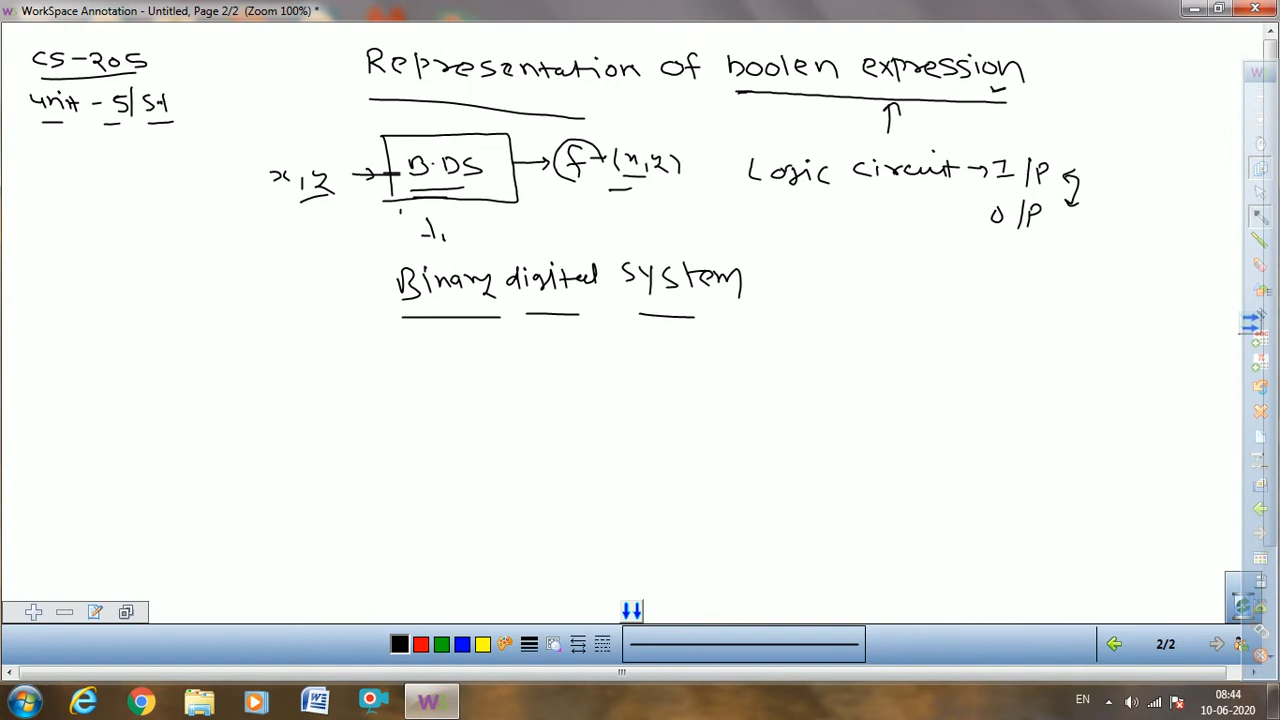 WorkSpace Annotation - Untitled, Page 2/2 (Zoom 100%) *
CS-205
Unit - 5/S.1
Representation of boolen expression
x, z → B.DS → f → (x, z)
Logic circuit → I/P
O/P
Binary digital system
2/2
EN
08:44
10-06-2020